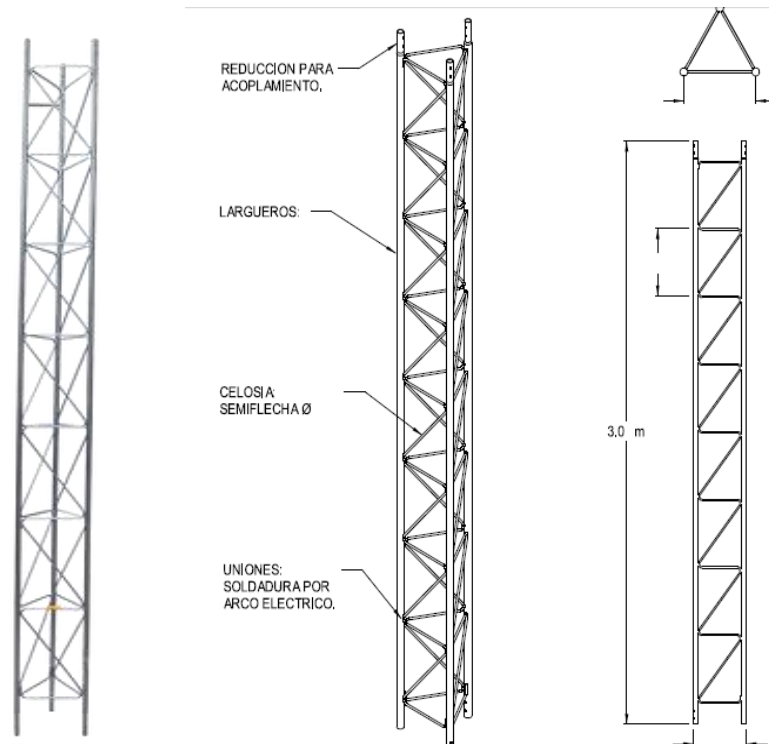 REDUCCION PARA
ACOPLAMIENTO.
LARGUEROS:
CELOSIA:
SEMIFLECHA Ø
3,0 m
UNIONES:
SOLDADURA POR
ARCO ELECTRICO.